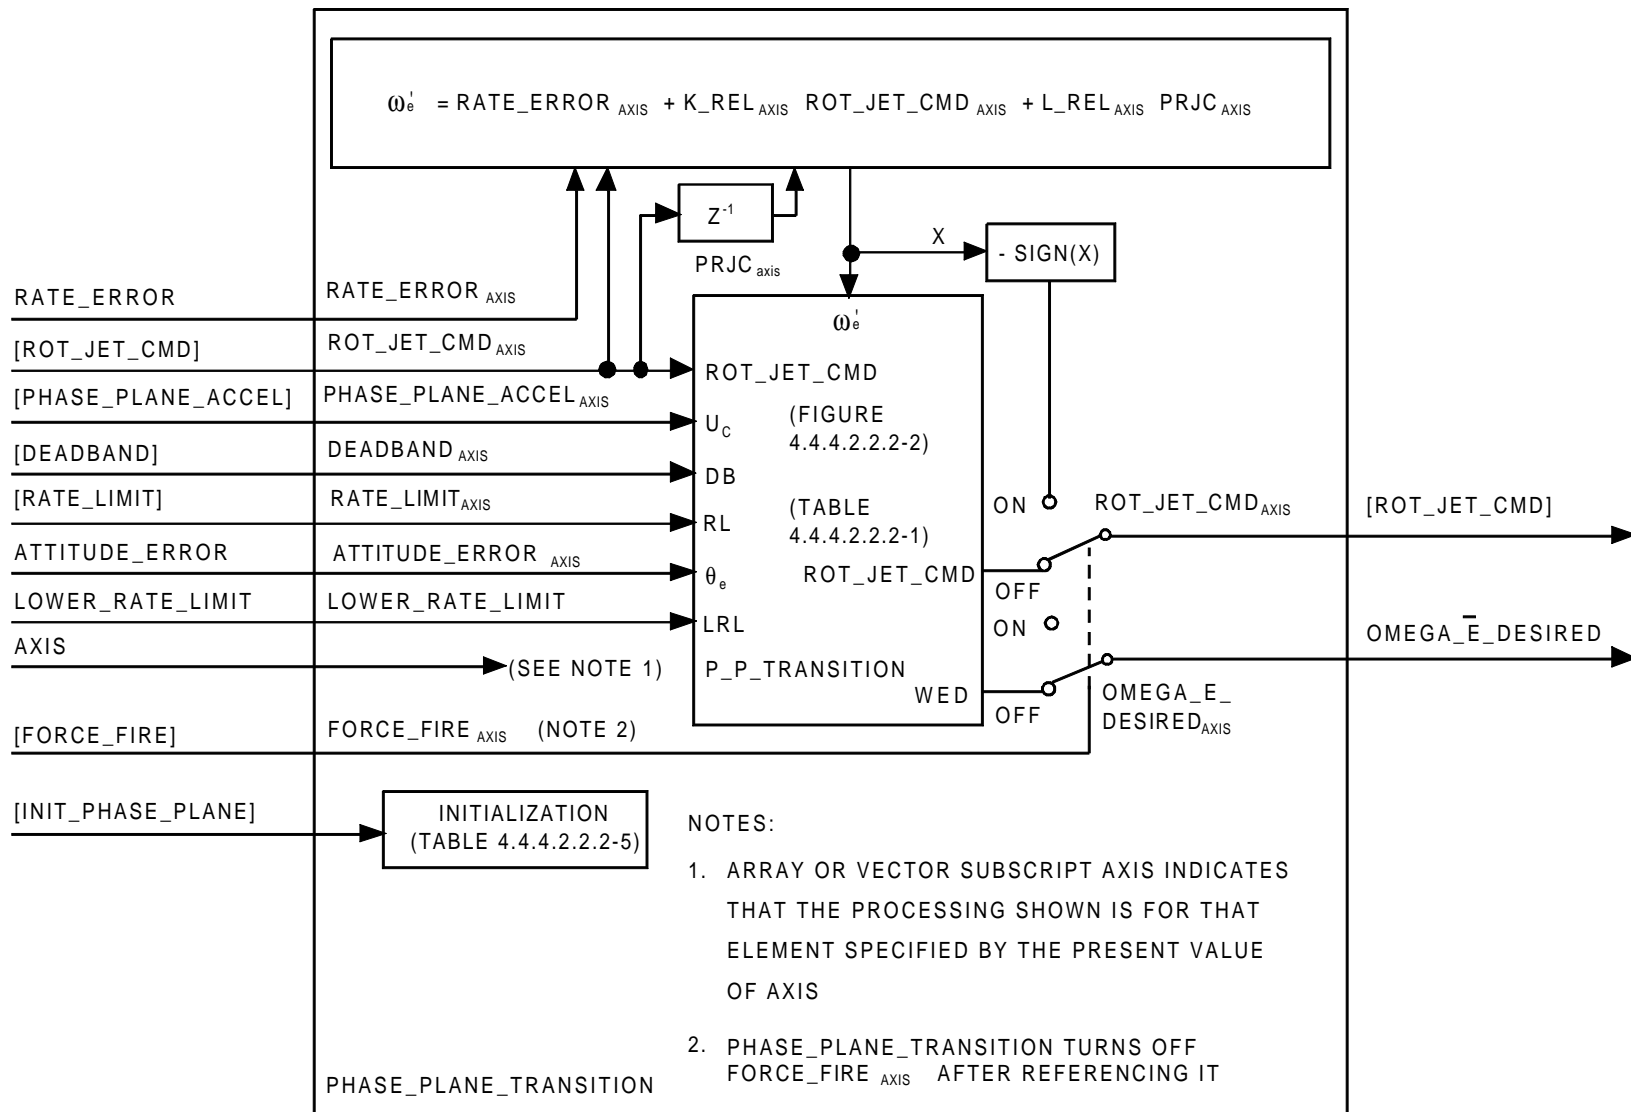 ωe' = RATE_ERROR AXIS + K_REL AXIS ROT_JET_CMD AXIS + L_REL AXIS PRJC AXIS
Z-1
PRJC axis
X
- SIGN(X)
RATE_ERROR
RATE_ERROR AXIS
[ROT_JET_CMD]
ROT_JET_CMD AXIS
[PHASE_PLANE_ACCEL]
PHASE_PLANE_ACCEL AXIS
[DEADBAND]
DEADBAND AXIS
[RATE_LIMIT]
RATE_LIMIT AXIS
ATTITUDE_ERROR
ATTITUDE_ERROR AXIS
LOWER_RATE_LIMIT
LOWER_RATE_LIMIT
AXIS
(SEE NOTE 1)
[FORCE_FIRE]
FORCE_FIRE AXIS (NOTE 2)
[INIT_PHASE_PLANE]
INITIALIZATION
(TABLE 4.4.4.2.2.2-5)
ωe'
ROT_JET_CMD
UC
(FIGURE
4.4.4.2.2.2-2)
DB
RL
(TABLE
4.4.4.2.2.2-1)
ROT_JET_CMD
θe
LRL
P_P_TRANSITION
WED
ON
OFF
ROT_JET_CMD AXIS
[ROT_JET_CMD]
ON
OFF
OMEGA_E_
DESIRED AXIS
OMEGA_E_DESIRED
NOTES:
1. ARRAY OR VECTOR SUBSCRIPT AXIS INDICATES
THAT THE PROCESSING SHOWN IS FOR THAT
ELEMENT SPECIFIED BY THE PRESENT VALUE
OF AXIS
2. PHASE_PLANE_TRANSITION TURNS OFF
FORCE_FIRE AXIS AFTER REFERENCING IT
PHASE_PLANE_TRANSITION